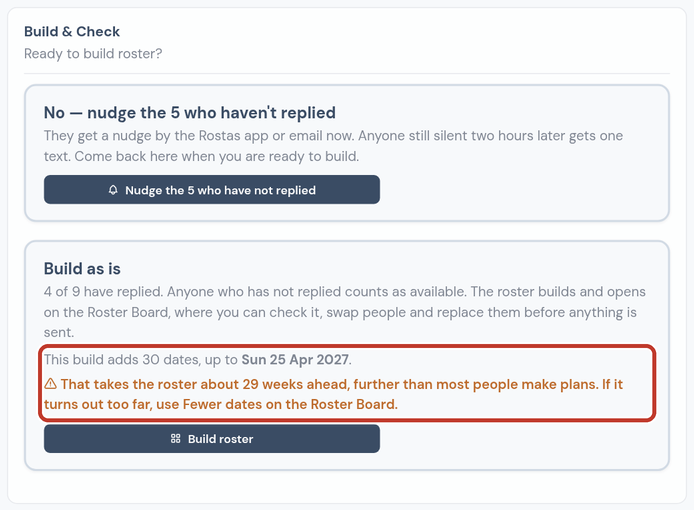 Build & Check
Ready to build roster?
No — nudge the 5 who haven't replied
They get a nudge by the Rostas app or email now. Anyone still silent two hours later gets one
text. Come back here when you are ready to build.
Nudge the 5 who have not replied
Build as is
4 of 9 have replied. Anyone who has not replied counts as available. The roster builds and opens
on the Roster Board, where you can check it, swap people and replace them before anything is
sent.
This build adds 30 dates, up to Sun 25 Apr 2027.
That takes the roster about 29 weeks ahead, further than most people make plans. If it
turns out too far, use Fewer dates on the Roster Board.
Build roster